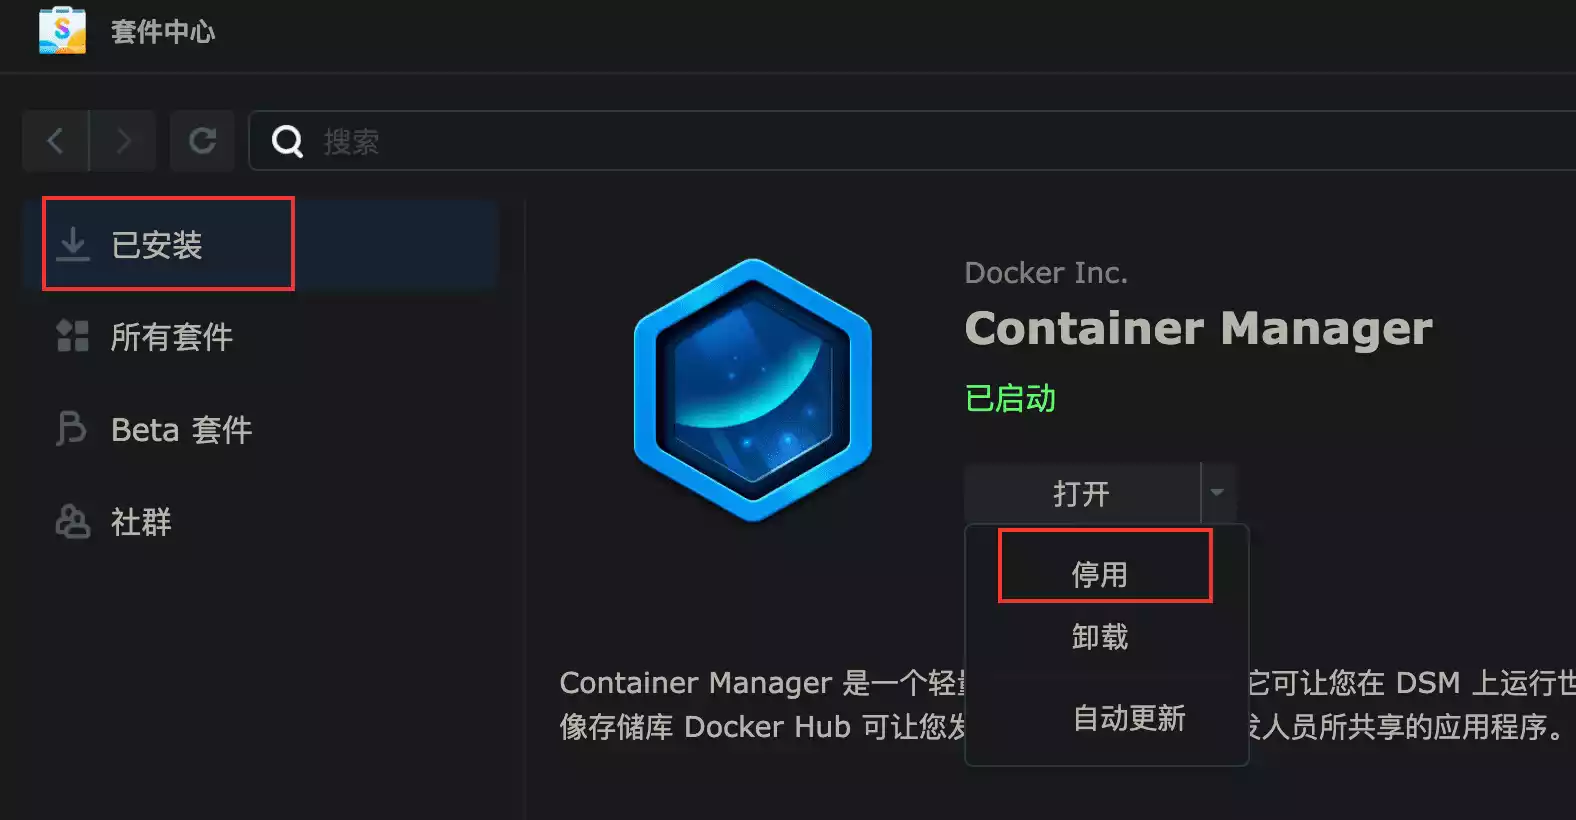 套件中心
搜索
已安装
所有套件
Beta 套件
社群
Docker Inc.
Container Manager
已启动
打开
停用
卸载
自动更新
Container Manager 是一个轻 它可让您在 DSM 上运行世
像存储库 Docker Hub 可让您发 发人员所共享的应用程序。